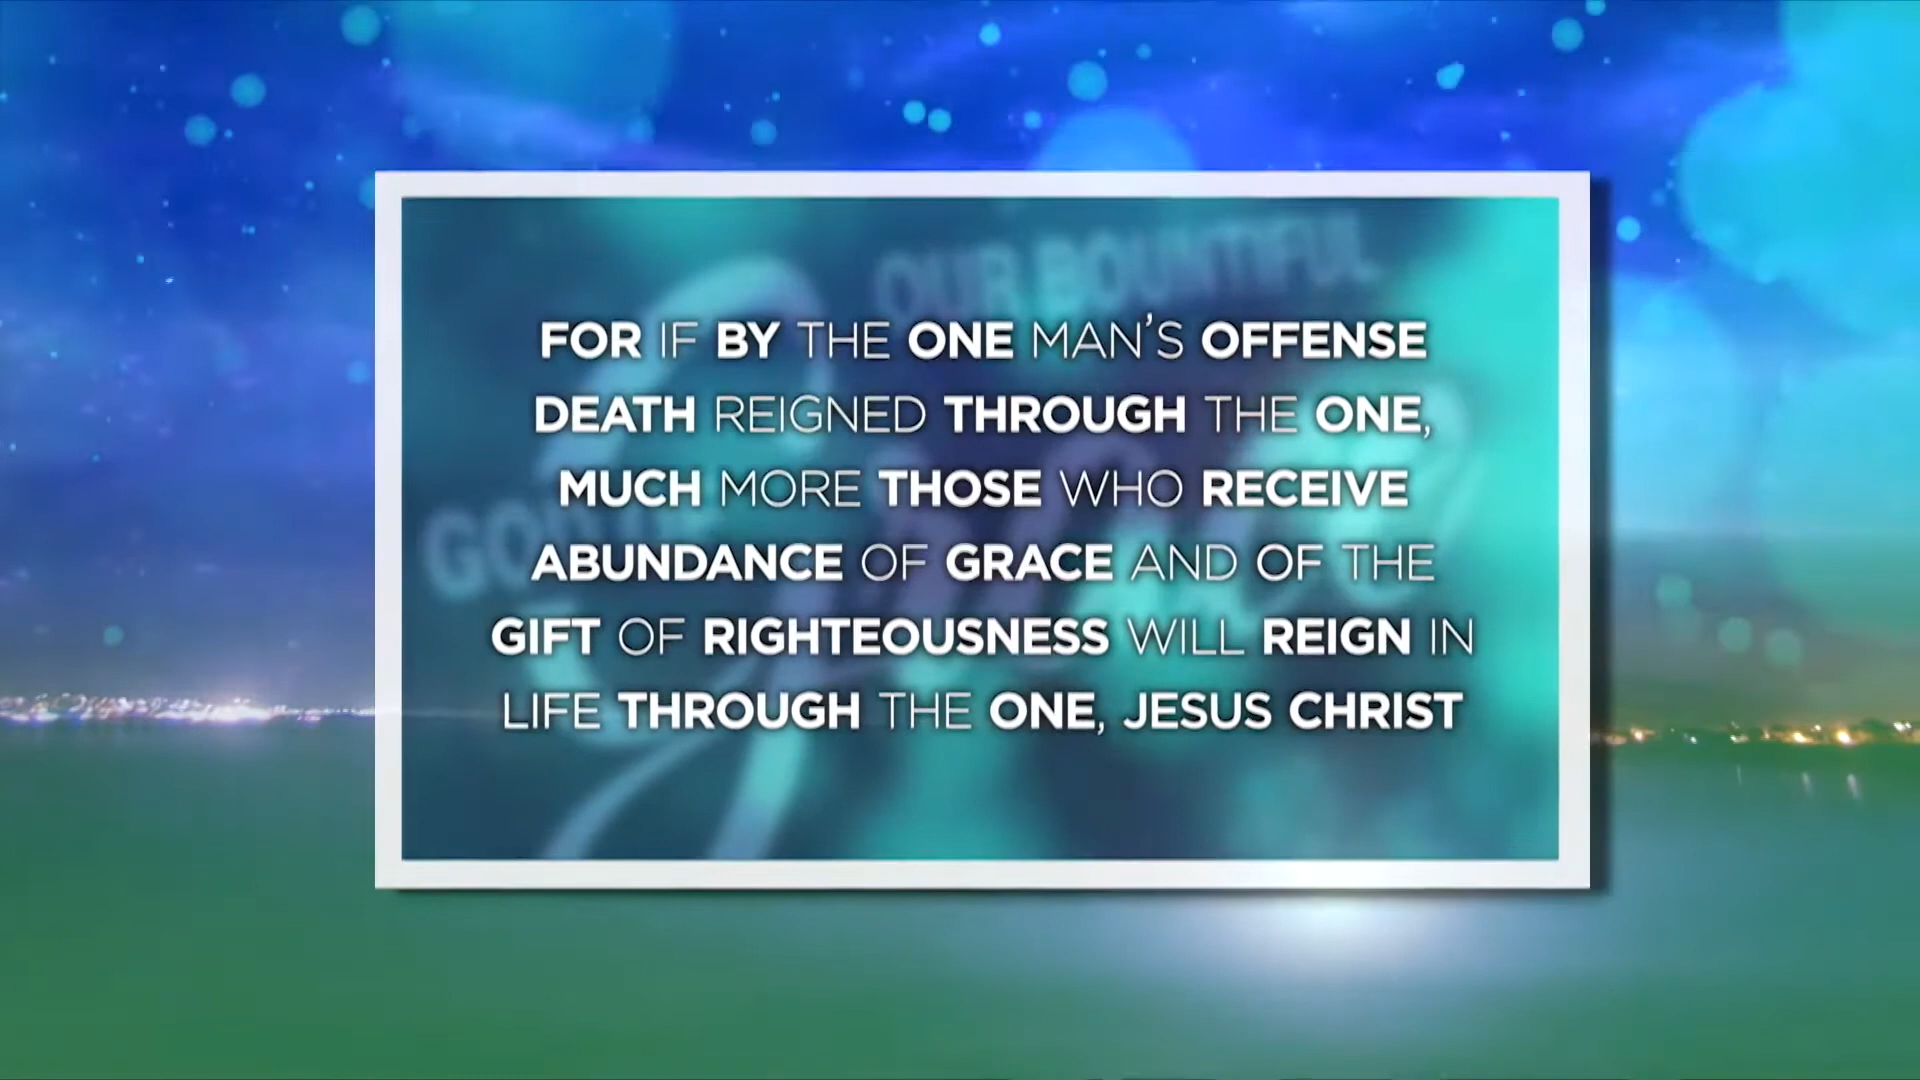 OUR BOUNTIFUL
FOR IF BY THE ONE MAN'S OFFENSE
DEATH REIGNED THROUGH THE ONE,
MUCH MORE THOSE WHO RECEIVE
ABUNDANCE OF GRACE AND OF THE
GIFT OF RIGHTEOUSNESS WILL REIGN IN
LIFE THROUGH THE ONE, JESUS CHRIST